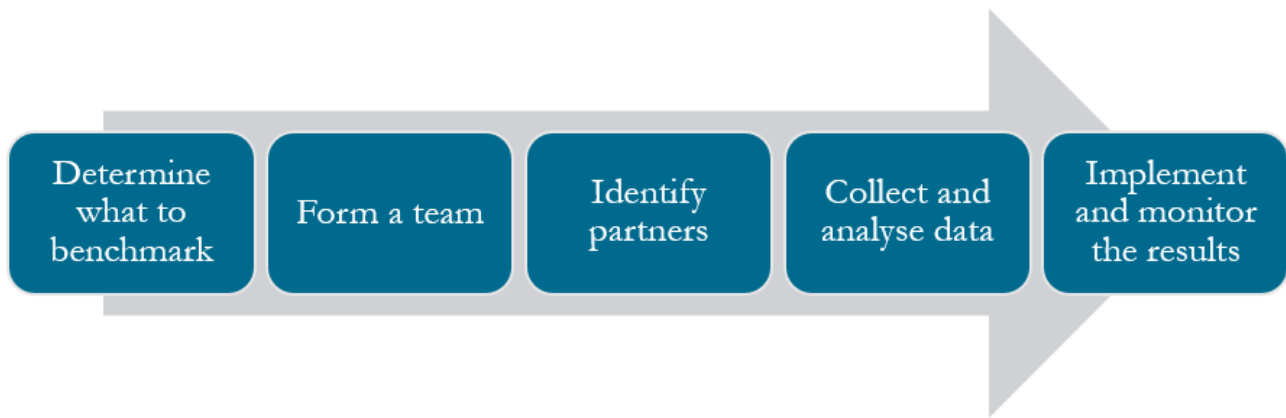 Determine
what to
benchmark
Form a team
Identify
partners
Collect and
analyse data
Implement
and monitor
the results